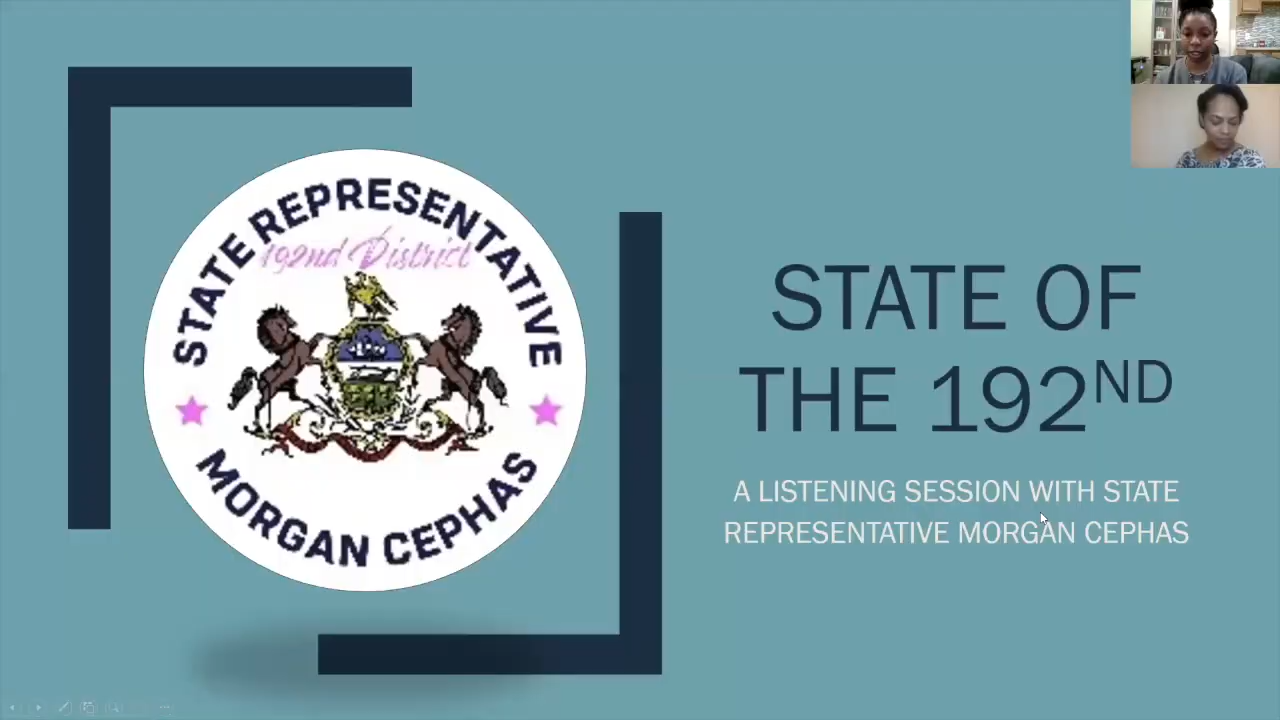 STATE REPRESENTATIVE
192nd District
MORGAN CEPHAS
STATE OF
THE 192ND
A LISTENING SESSION WITH STATE
REPRESENTATIVE MORGAN CEPHAS